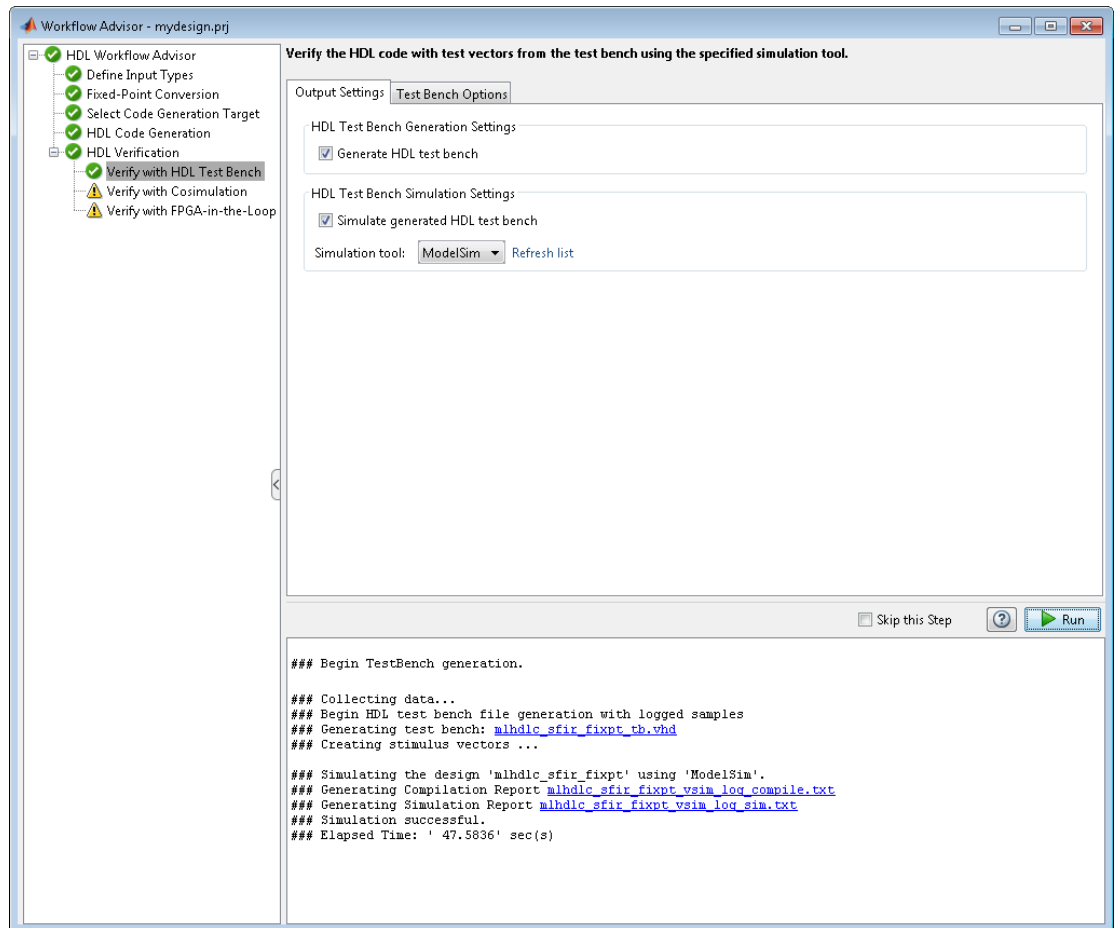 Workflow Advisor - mydesign.prj
HDL Workflow Advisor
Define Input Types
Fixed-Point Conversion
Select Code Generation Target
HDL Code Generation
HDL Verification
Verify with HDL Test Bench
Verify with Cosimulation
Verify with FPGA-in-the-Loop
Verify the HDL code with test vectors from the test bench using the specified simulation tool.
Output Settings Test Bench Options
HDL Test Bench Generation Settings
Generate HDL test bench
HDL Test Bench Simulation Settings
Simulate generated HDL test bench
Simulation tool: ModelSim Refresh list
Skip this Step ? Run
### Begin TestBench generation.
### Collecting data...
### Begin HDL test bench file generation with logged samples
### Generating test bench: mlhdlc_sfir_fixpt_tb.vhd
### Creating stimulus vectors ...
### Simulating the design 'mlhdlc_sfir_fixpt' using 'ModelSim'.
### Generating Compilation Report mlhdlc_sfir_fixpt_vsim_log_compile.txt
### Generating Simulation Report mlhdlc_sfir_fixpt_vsim_log_sim.txt
### Simulation successful.
### Elapsed Time: ' 47.5836' sec(s)